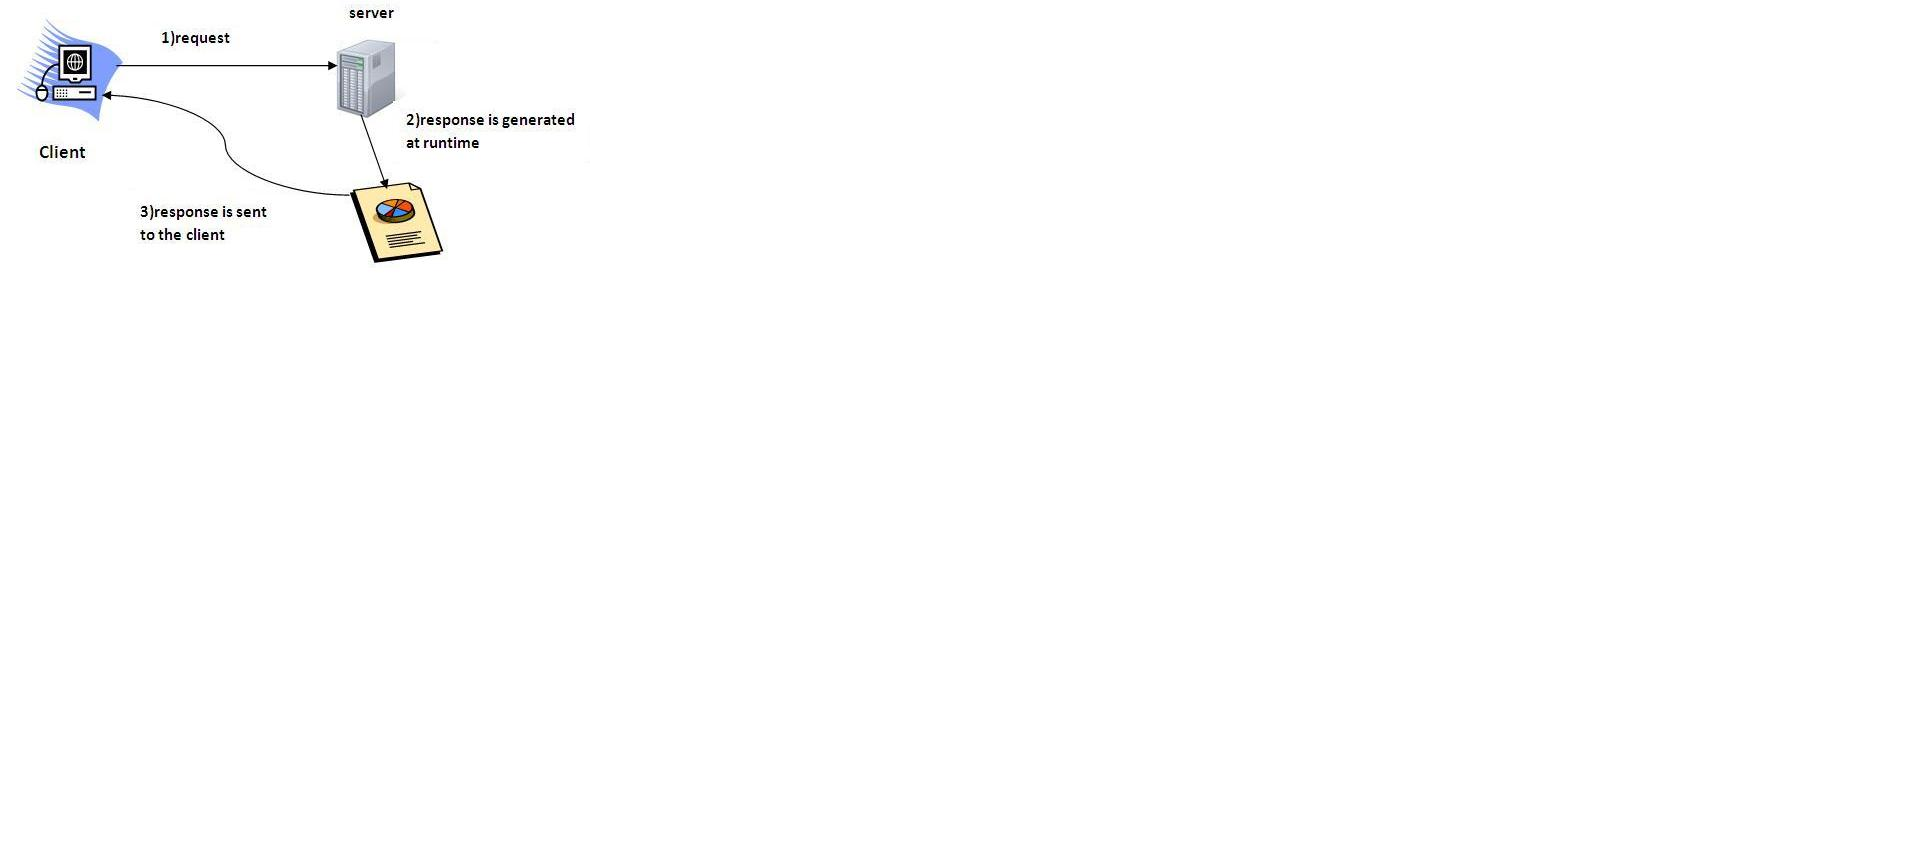 server
1)request
2)response is generated
at runtime
Client
3)response is sent
to the client